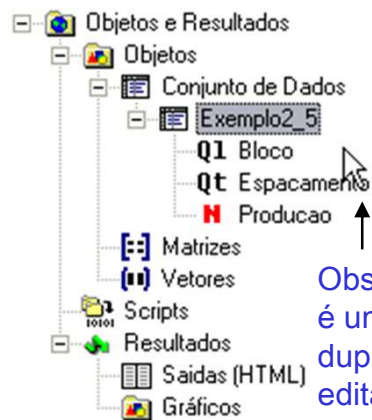 Objetos e Resultados
Objetos
Conjunto de Dados
Exemplo2_5
Ql Bloco
Qt Espacamento
N Producao
Matrizes
Vetores
Scripts
Resultados
Saidas (HTML)
Gráficos
Obs
é un
dup
edita